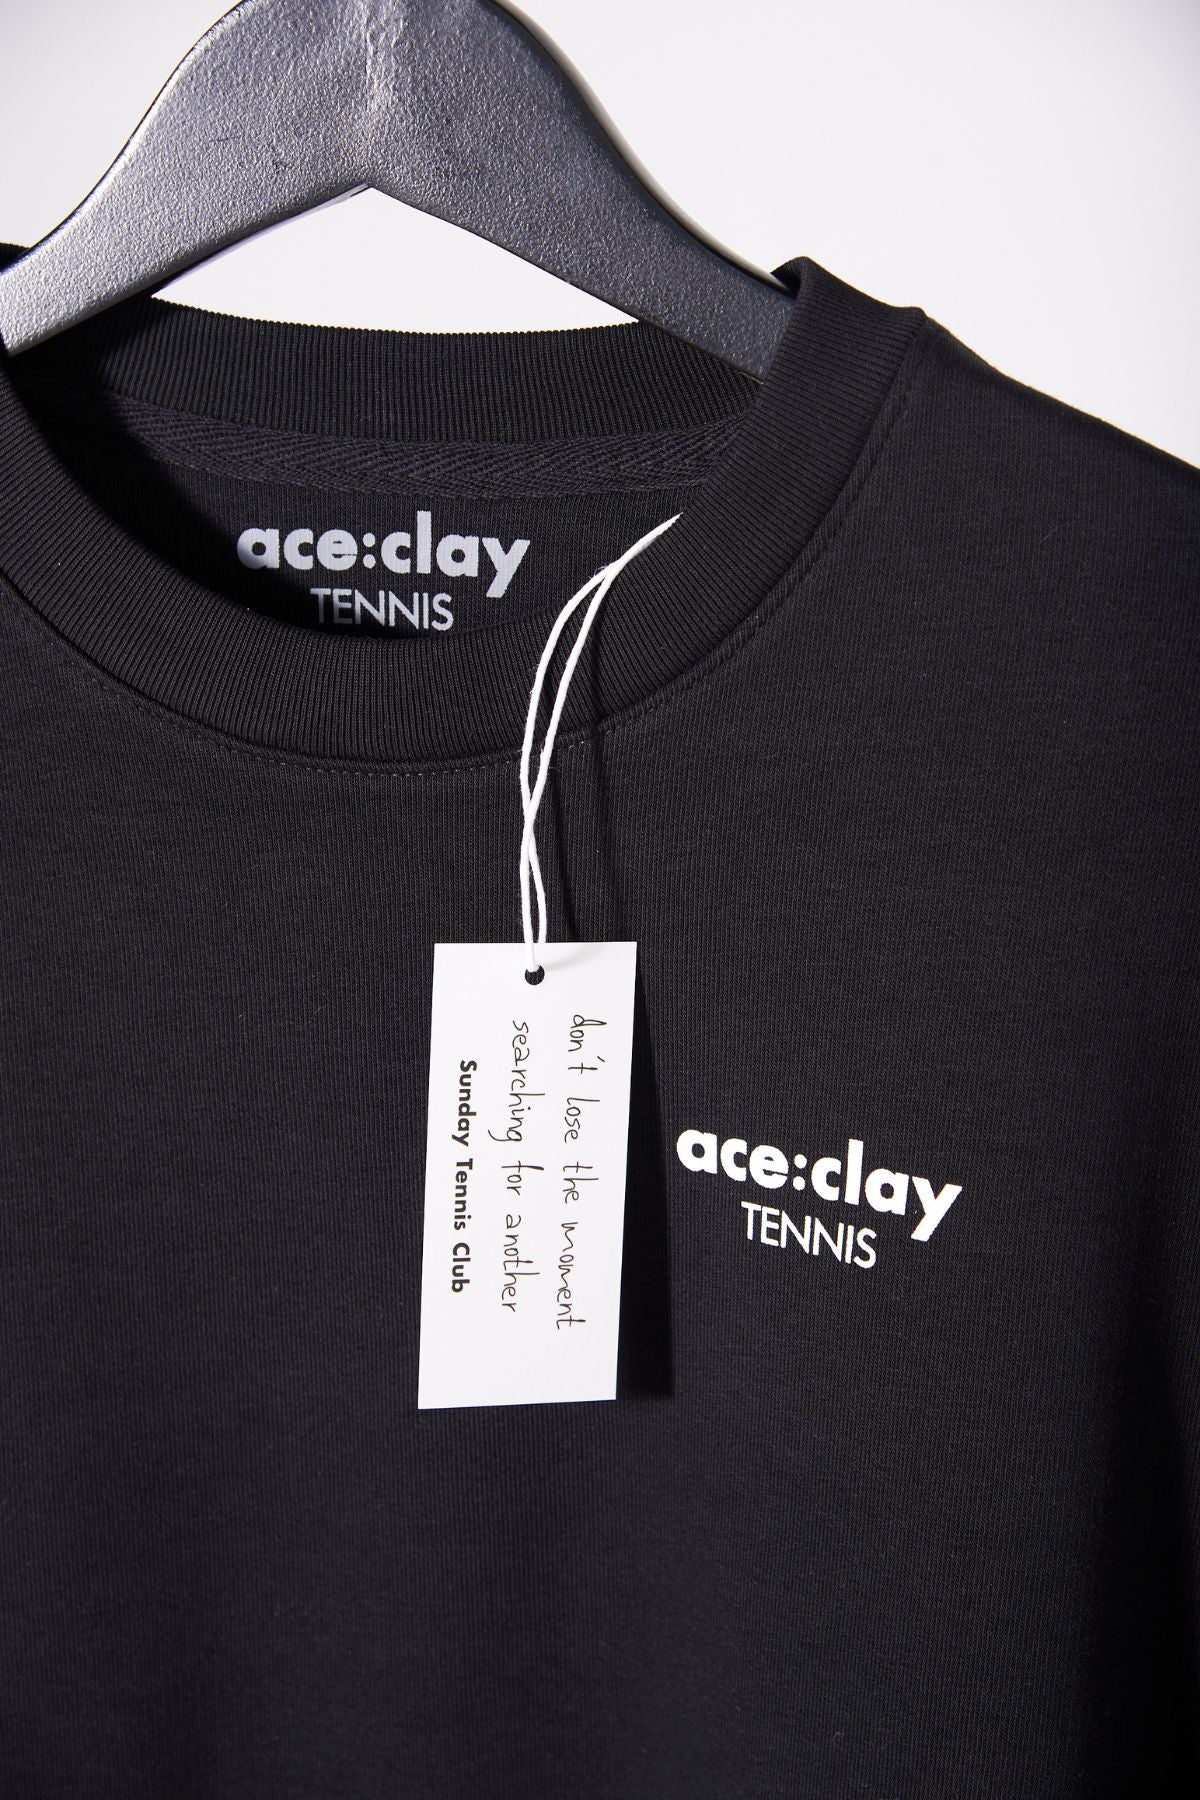 ace:clay
TENNIS
don't lose the moment
searching for another
Sunday Tennis Club
ace:clay
TENNIS